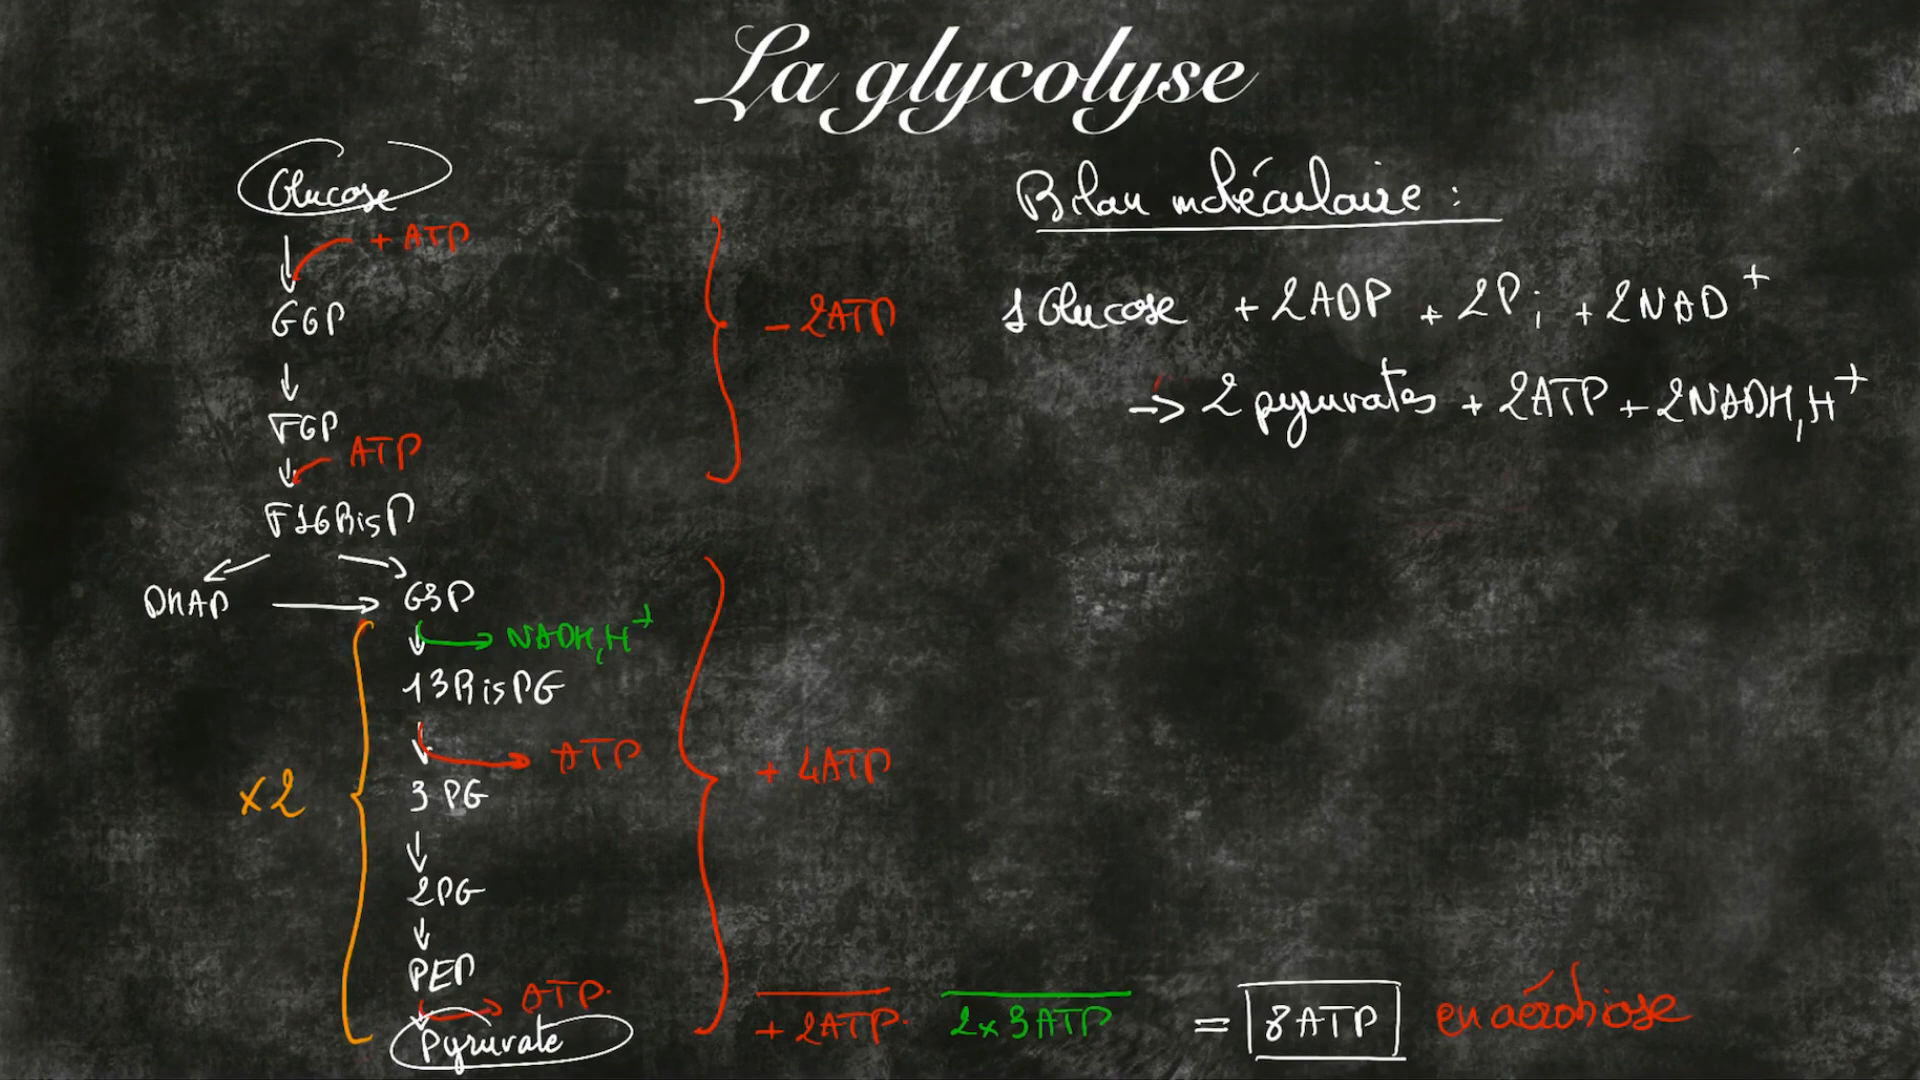 La glycolyse
Glucose
+ ATP
G6P
F6P
ATP
F16BisP
DHAP
G3P
NADH,H+
13BisPG
ATP
3PG
2PG
PEP
ATP.
Pyruvate
x2
- 2ATP
+ 4ATP
+ 2ATP. 2x3ATP = 8ATP en aérobiose
Bilan moléculaire :
1 Glucose + 2ADP + 2Pi + 2NAD+
-> 2 pyruvates + 2ATP + 2NADH,H+